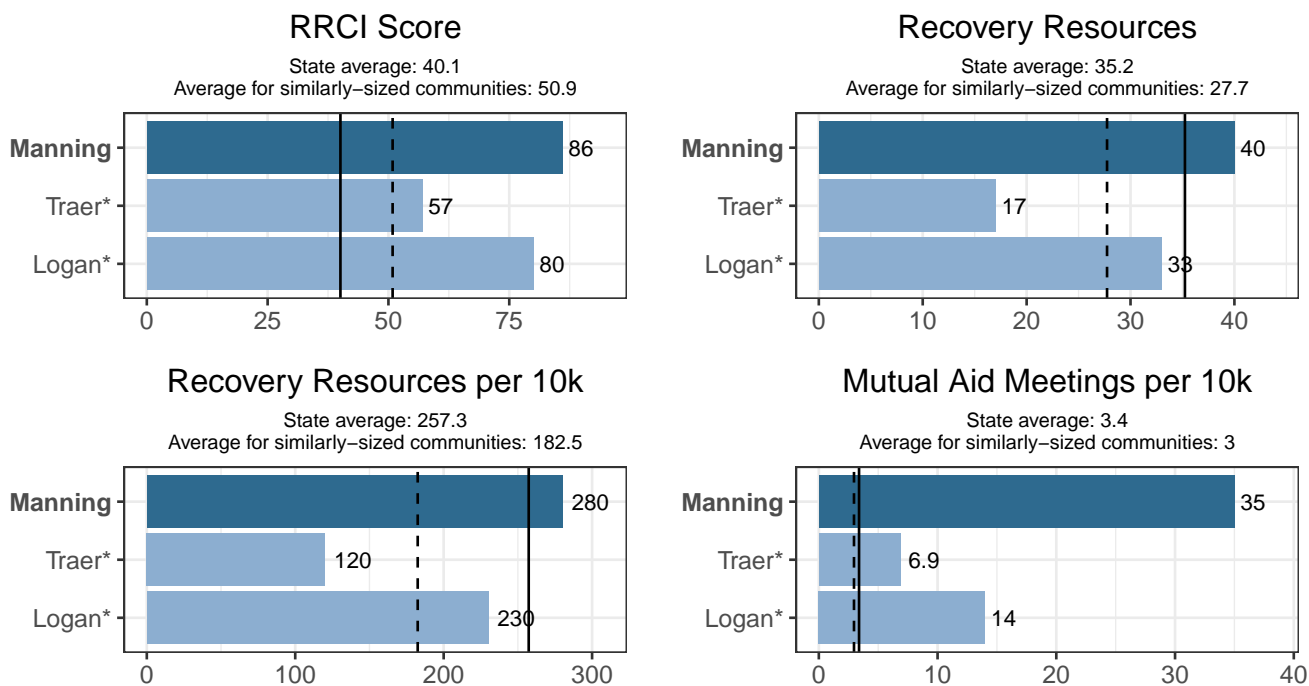 RRCI Score
State average: 40.1
Average for similarly−sized communities: 50.9
Manning
86
Traer*
57
Logan*
80
0 25 50 75
Recovery Resources
State average: 35.2
Average for similarly−sized communities: 27.7
Manning
40
Traer*
17
Logan*
33
0 10 20 30 40
Recovery Resources per 10k
State average: 257.3
Average for similarly−sized communities: 182.5
Manning
280
Traer*
120
Logan*
230
0 100 200 300
Mutual Aid Meetings per 10k
State average: 3.4
Average for similarly−sized communities: 3
Manning
35
Traer*
6.9
Logan*
14
0 10 20 30 40